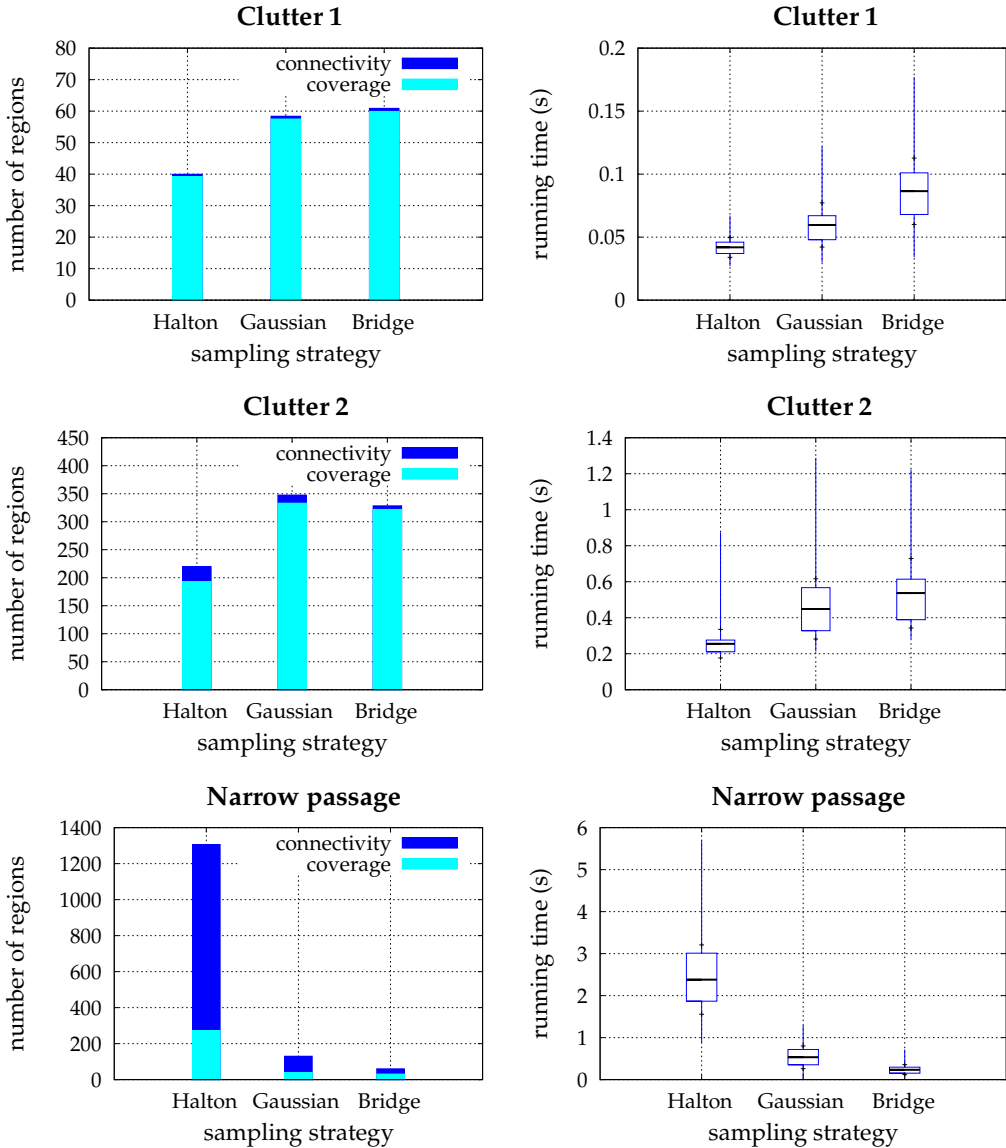 Clutter 1
number of regions
80
70
60
50
40
30
20
10
0
connectivity
coverage
Halton Gaussian Bridge
sampling strategy
Clutter 1
running time (s)
0.2
0.15
0.1
0.05
0
Halton Gaussian Bridge
sampling strategy
Clutter 2
number of regions
450
400
350
300
250
200
150
100
50
0
connectivity
coverage
Halton Gaussian Bridge
sampling strategy
Clutter 2
running time (s)
1.4
1.2
1
0.8
0.6
0.4
0.2
0
Halton Gaussian Bridge
sampling strategy
Narrow passage
number of regions
1400
1200
1000
800
600
400
200
0
connectivity
coverage
Halton Gaussian Bridge
sampling strategy
Narrow passage
running time (s)
6
5
4
3
2
1
0
Halton Gaussian Bridge
sampling strategy